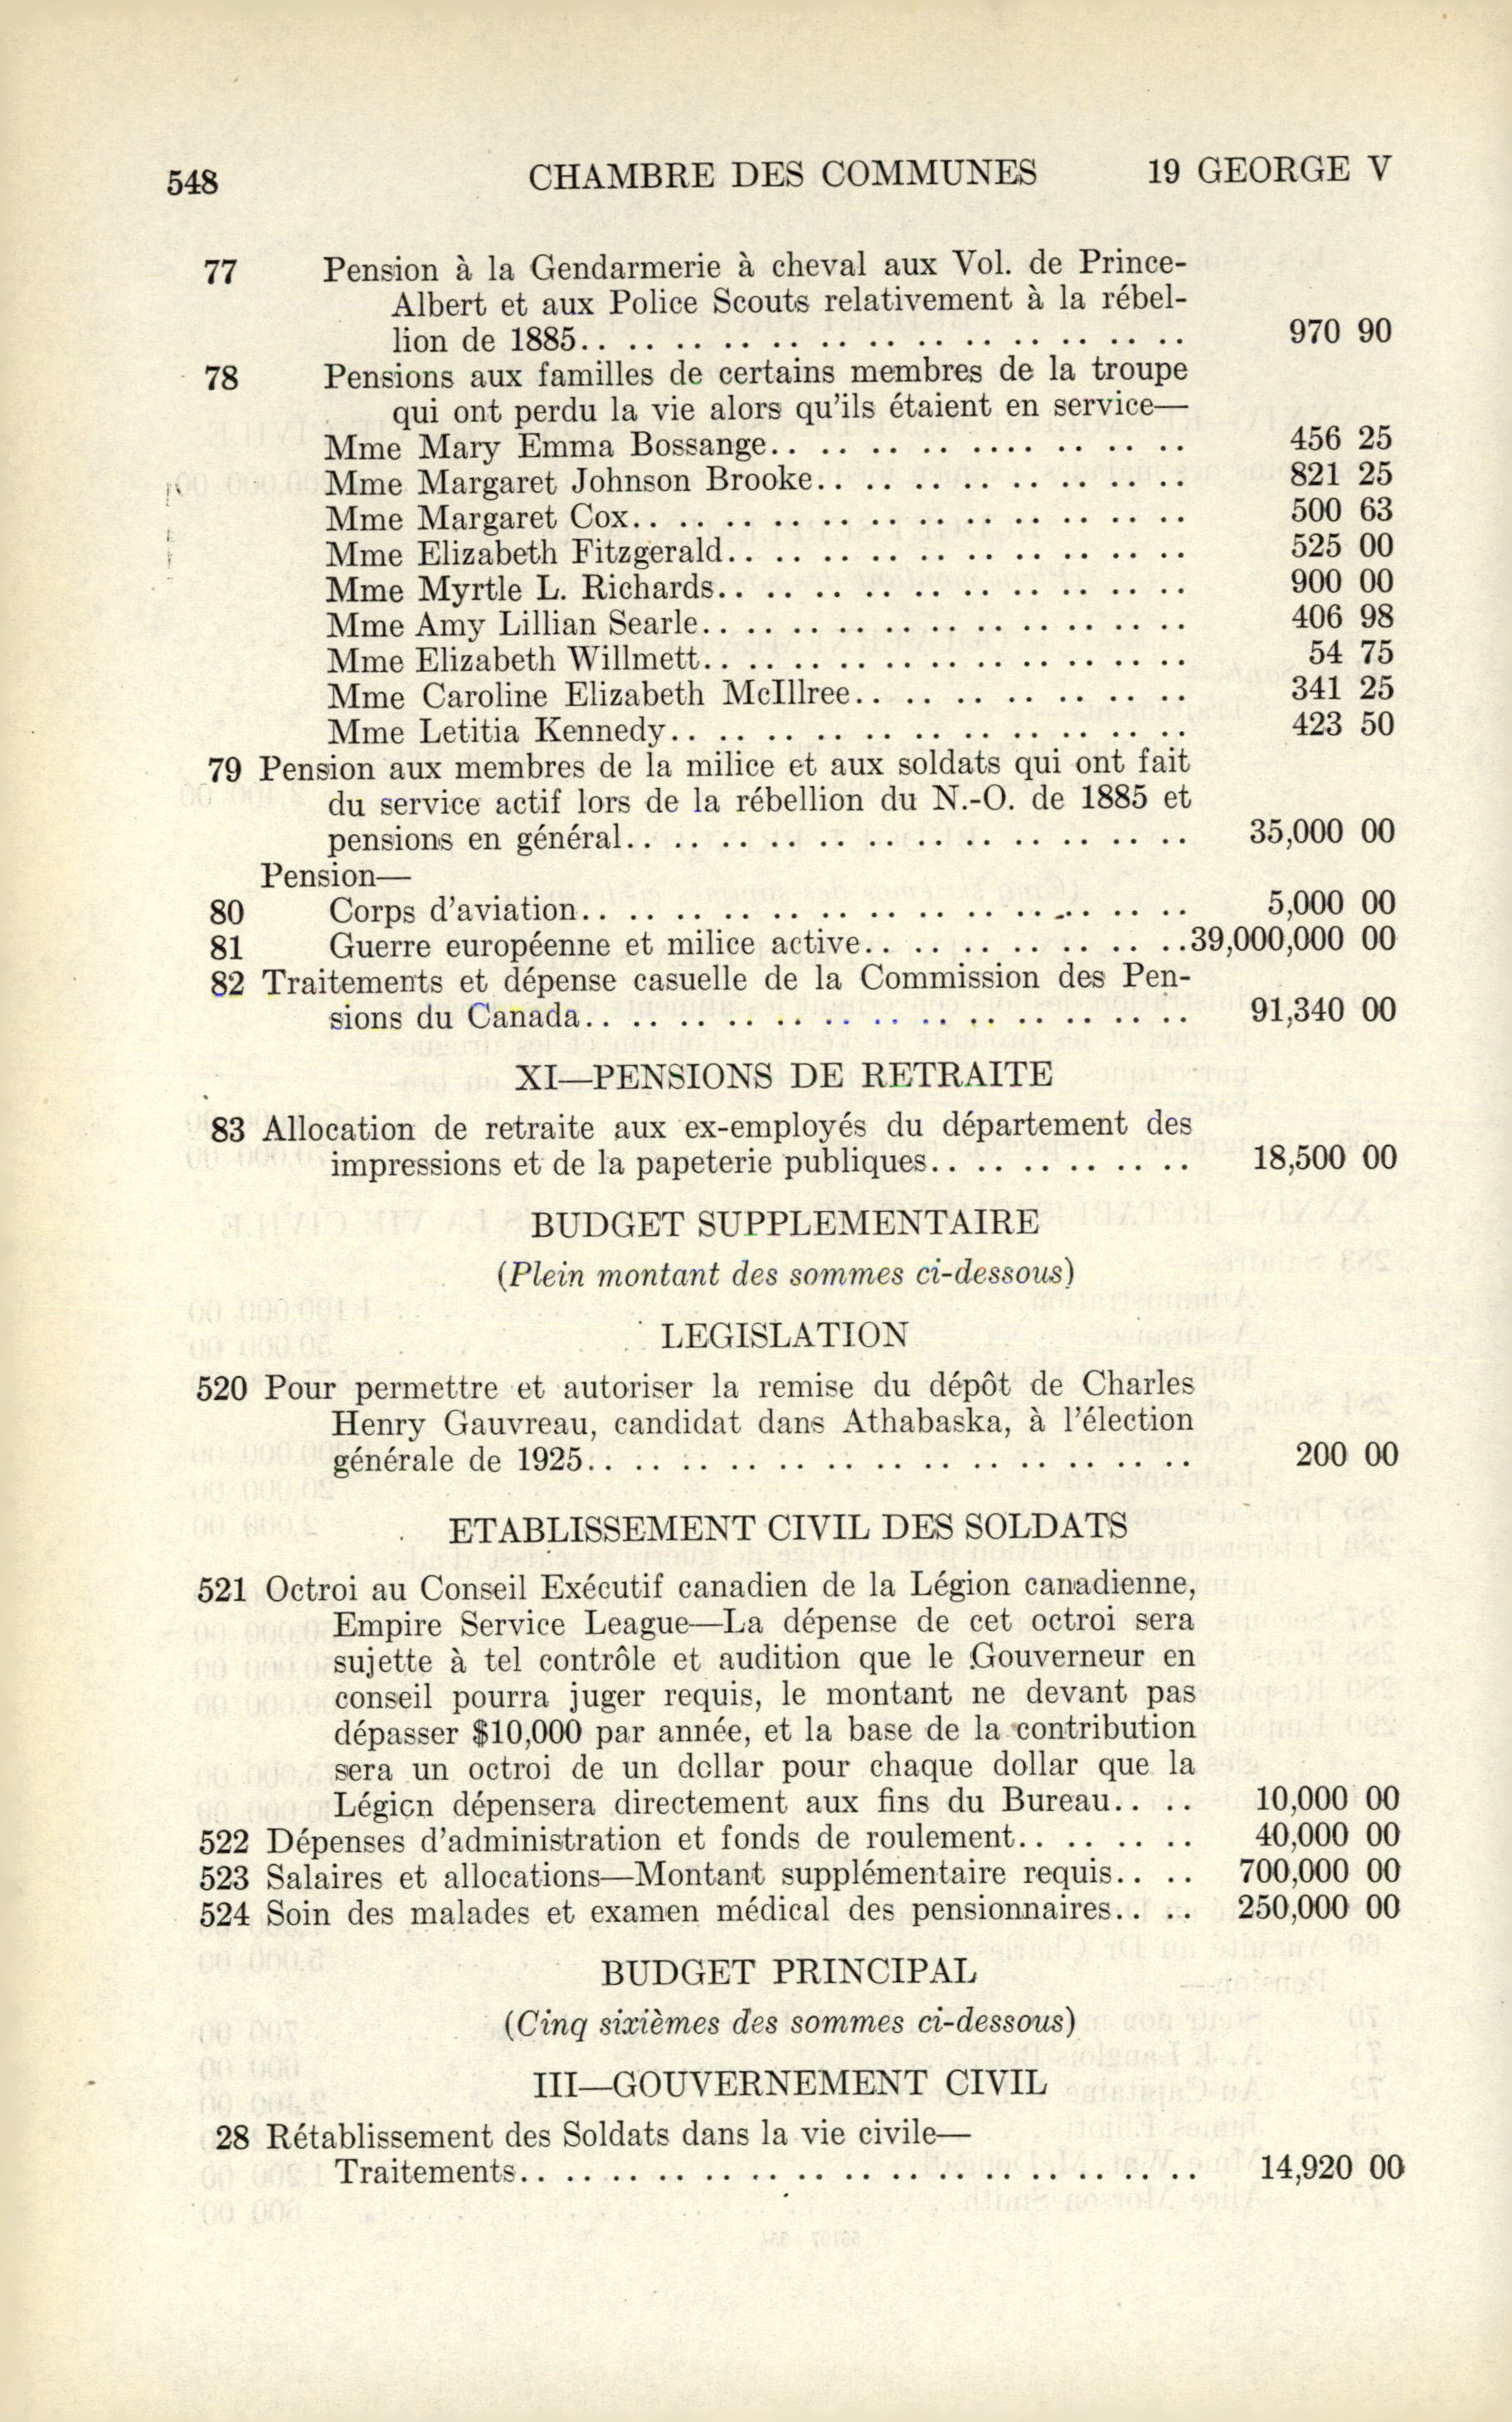 548 CHAMBRE DES COMMUNES 19 GEORGE V
77 Pension à la Gendarmerie à cheval aux Vol. de Prince-
Albert et aux Police Scouts relativement à la rébel-
lion de 1885. . . . . . . . . . . . . . . . . . . . . . . . . . 970 90
78 Pensions aux familles de certains membres de la troupe
qui ont perdu la vie alors qu'ils étaient en service—
Mme Mary Emma Bossange. . . . . . . . . . . . . . . . . . 456 25
Mme Margaret Johnson Brooke. . . . . . . . . . . . . . . . 821 25
Mme Margaret Cox. . . . . . . . . . . . . . . . . . . . . . . . 500 63
Mme Elizabeth Fitzgerald. . . . . . . . . . . . . . . . . . . . 525 00
Mme Myrtle L. Richards. . . . . . . . . . . . . . . . . . . . 900 00
Mme Amy Lillian Searle. . . . . . . . . . . . . . . . . . . . . 406 98
Mme Elizabeth Willmett. . . . . . . . . . . . . . . . . . . . . 54 75
Mme Caroline Elizabeth McIllree. . . . . . . . . . . . . . 341 25
Mme Letitia Kennedy. . . . . . . . . . . . . . . . . . . . . . 423 50
79 Pension aux membres de la milice et aux soldats qui ont fait
du service actif lors de la rébellion du N.-O. de 1885 et
pensions en général. . . . . . . . . . . . . . . . . . . . . . . . 35,000 00
Pension—
80 Corps d'aviation. . . . . . . . . . . . . . . . . . . . . . . . . . 5,000 00
81 Guerre européenne et milice active. . . . . . . . . . . . . .39,000,000 00
82 Traitements et dépense casuelle de la Commission des Pen-
sions du Canada. . . . . . . . . . . . . . . . . . . . . . . . . . 91,340 00
XI—PENSIONS DE RETRAITE
83 Allocation de retraite aux ex-employés du département des
impressions et de la papeterie publiques. . . . . . . . . . . . 18,500 00
BUDGET SUPPLEMENTAIRE
(Plein montant des sommes ci-dessous)
LEGISLATION
520 Pour permettre et autoriser la remise du dépôt de Charles
Henry Gauvreau, candidat dans Athabaska, à l'élection
générale de 1925. . . . . . . . . . . . . . . . . . . . . . . . . . 200 00
ETABLISSEMENT CIVIL DES SOLDATS
521 Octroi au Conseil Exécutif canadien de la Légion canadienne,
Empire Service League—La dépense de cet octroi sera
sujette à tel contrôle et audition que le Gouverneur en
conseil pourra juger requis, le montant ne devant pas
dépasser $10,000 par année, et la base de la contribution
sera un octroi de un dollar pour chaque dollar que la
Légion dépensera directement aux fins du Bureau. . . . 10,000 00
522 Dépenses d'administration et fonds de roulement. . . . . . . . 40,000 00
523 Salaires et allocations—Montant supplémentaire requis. . . . 700,000 00
524 Soin des malades et examen médical des pensionnaires. . . . 250,000 00
BUDGET PRINCIPAL
(Cinq sixièmes des sommes ci-dessous)
III—GOUVERNEMENT CIVIL
28 Rétablissement des Soldats dans la vie civile—
Traitements. . . . . . . . . . . . . . . . . . . . . . . . . . . . . . 14,920 00